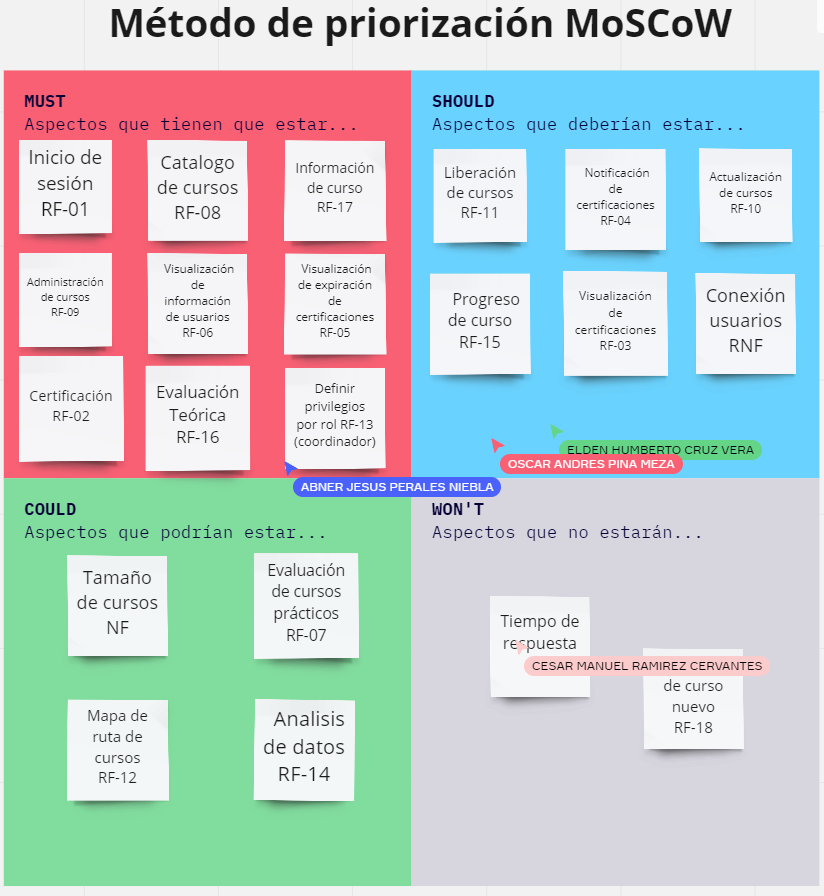 Método de priorización MoSCoW
MUST
Aspectos que tienen que estar...
Inicio de
sesión
RF-01
Catalogo
de cursos
RF-08
Información
de curso
RF-17
Administración
de cursos
RF-09
Visualización
de
información
de usuarios
RF-06
Visualización
de expiración
de
certificaciones
RF-05
Certificación
RF-02
Evaluación
Teórica
RF-16
Definir
privilegios
por rol RF-13
(coordinador)
ABNER JESUS PERALES NIEBLA
SHOULD
Aspectos que deberían estar...
Liberación
de cursos
RF-11
Notificación
de
certificaciones
RF-04
Actualización
de cursos
RF-10
Progreso
de curso
RF-15
Visualización
de
certificaciones
RF-03
Conexión
usuarios
RNF
ELDEN HUMBERTO CRUZ VERA
OSCAR ANDRES PINA MEZA
COULD
Aspectos que podrían estar...
Tamaño
de cursos
NF
Evaluación
de cursos
prácticos
RF-07
Mapa de
ruta de
cursos
RF-12
Analisis
de datos
RF-14
WON'T
Aspectos que no estarán...
Tiempo de
respuesta
CESAR MANUEL RAMIREZ CERVANTES
de curso
nuevo
RF-18